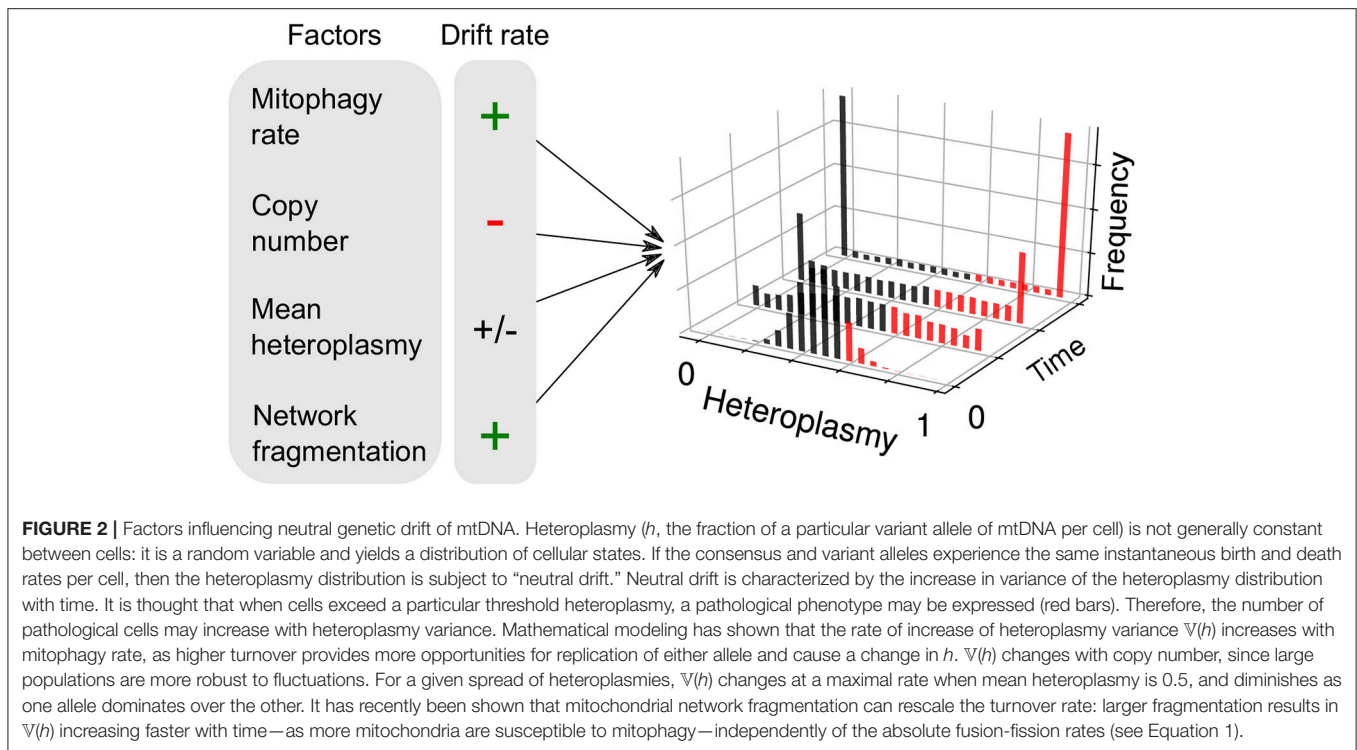 Factors
Drift rate
Mitophagy
rate
+
Copy
number
-
Mean
heteroplasmy
+/-
Network
fragmentation
+
Frequency
Time
0
Heteroplasmy
1
0
FIGURE 2 | Factors influencing neutral genetic drift of mtDNA. Heteroplasmy (h, the fraction of a particular variant allele of mtDNA per cell) is not generally constant
between cells: it is a random variable and yields a distribution of cellular states. If the consensus and variant alleles experience the same instantaneous birth and death
rates per cell, then the heteroplasmy distribution is subject to “neutral drift.” Neutral drift is characterized by the increase in variance of the heteroplasmy distribution
with time. It is thought that when cells exceed a particular threshold heteroplasmy, a pathological phenotype may be expressed (red bars). Therefore, the number of
pathological cells may increase with heteroplasmy variance. Mathematical modeling has shown that the rate of increase of heteroplasmy variance 𝕍(h) increases with
mitophagy rate, as higher turnover provides more opportunities for replication of either allele and cause a change in h. 𝕍(h) changes with copy number, since large
populations are more robust to fluctuations. For a given spread of heteroplasmies, 𝕍(h) changes at a maximal rate when mean heteroplasmy is 0.5, and diminishes as
one allele dominates over the other. It has recently been shown that mitochondrial network fragmentation can rescale the turnover rate: larger fragmentation results in
𝕍(h) increasing faster with time—as more mitochondria are susceptible to mitophagy—independently of the absolute fusion-fission rates (see Equation 1).